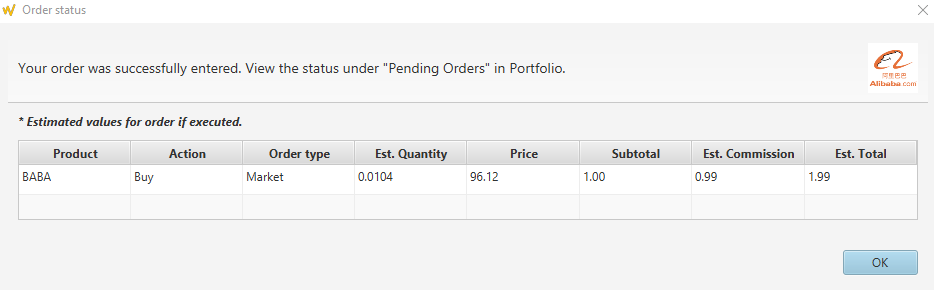 Order status
Your order was successfully entered. View the status under "Pending Orders" in Portfolio.
阿里巴巴
Alibaba.com
* Estimated values for order if executed.
Product Action Order type Est. Quantity Price Subtotal Est. Commission Est. Total
BABA Buy Market 0.0104 96.12 1.00 0.99 1.99
OK